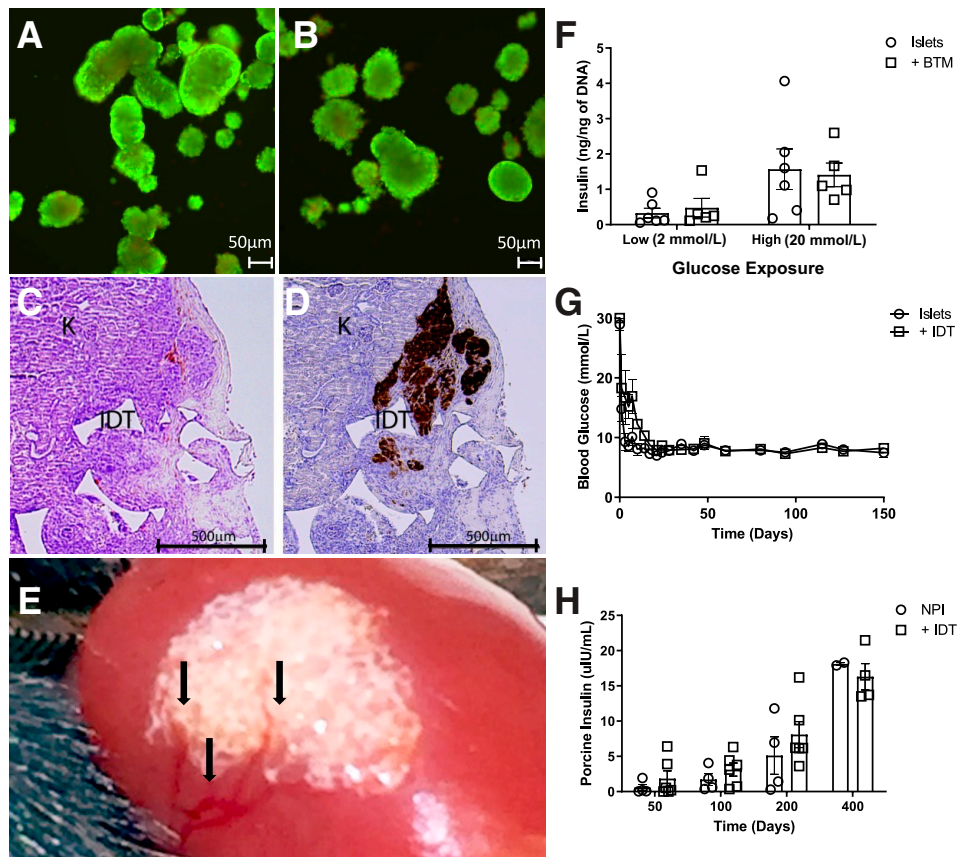 A
50μm
B
50μm
C
K
IDT
500μm
D
K
IDT
500μm
E
F
Islets
+ BTM
Insulin (ng/ng of DNA)
5
4
3
2
1
0
Low (2 mmol/L)
High (20 mmol/L)
Glucose Exposure
G
Islets
+ IDT
Blood Glucose (mmol/L)
30
20
10
0
0
50
100
150
Time (Days)
H
NPI
+ IDT
Porcine Insulin (uIU/mL)
25
20
15
10
5
0
50
100
200
400
Time (Days)